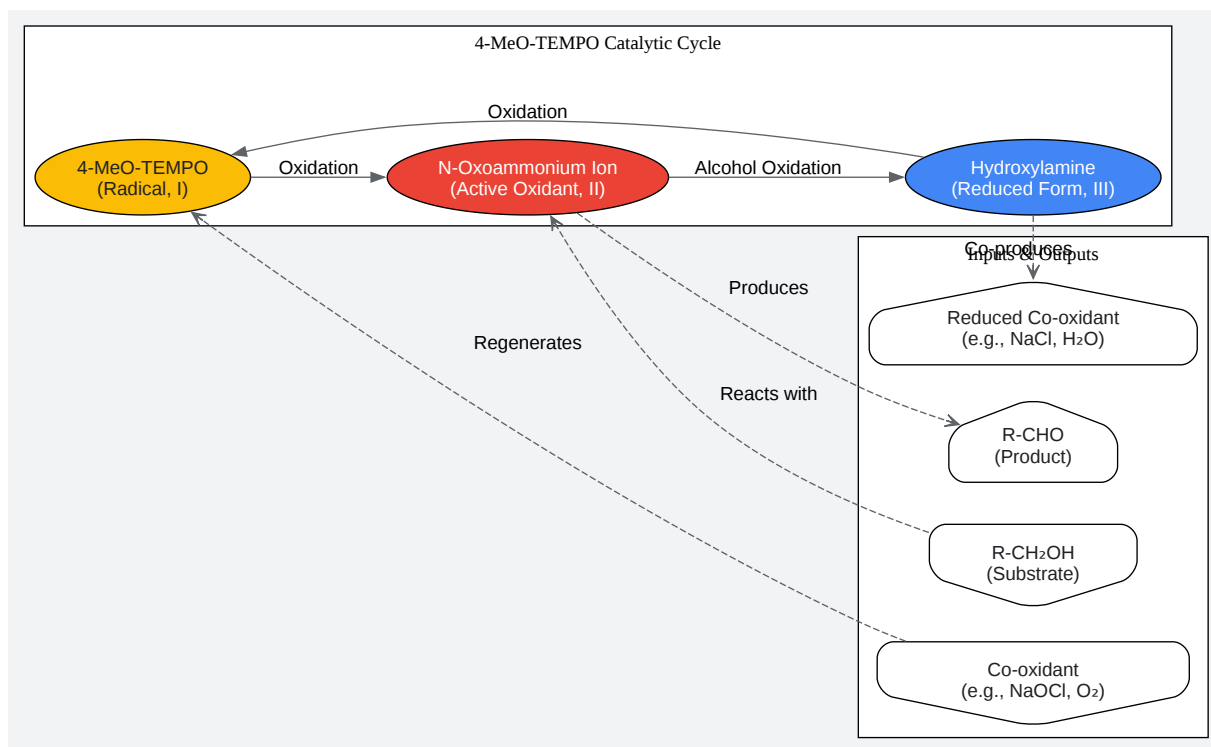 4-MeO-TEMPO Catalytic Cycle
Oxidation
4-MeO-TEMPO
(Radical, I)
Oxidation
N-Oxoammonium Ion
(Active Oxidant, II)
Alcohol Oxidation
Hydroxylamine
(Reduced Form, III)
Co-produces
Inputs & Outputs
Produces
Reduced Co-oxidant
(e.g., NaCl, H₂O)
Regenerates
Reacts with
R-CHO
(Product)
R-CH₂OH
(Substrate)
Co-oxidant
(e.g., NaOCl, O₂)